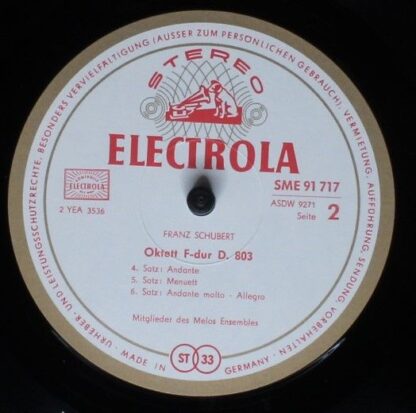 URHEBER- UND LEISTUNGSSCHUTZRECHTE, BESONDERS VERVIELFÄLTIGUNG (AUSSER ZUM PERSÖNLICHEN GEBRAUCH), VERMIETUNG, AUFFÜHRUNG, SENDUNG VORBEHALTEN
STEREO
ELECTROLA
ELECTROLA
SME 91 717
2 YEA 3536
ASDW 9271
Seite 2
FRANZ SCHUBERT
Oktett F-dur D. 803
4. Satz: Andante
5. Satz: Menuett
6. Satz: Andante molto - Allegro
Mitglieder des Melos Ensembles
MADE IN GERMANY
ST 33